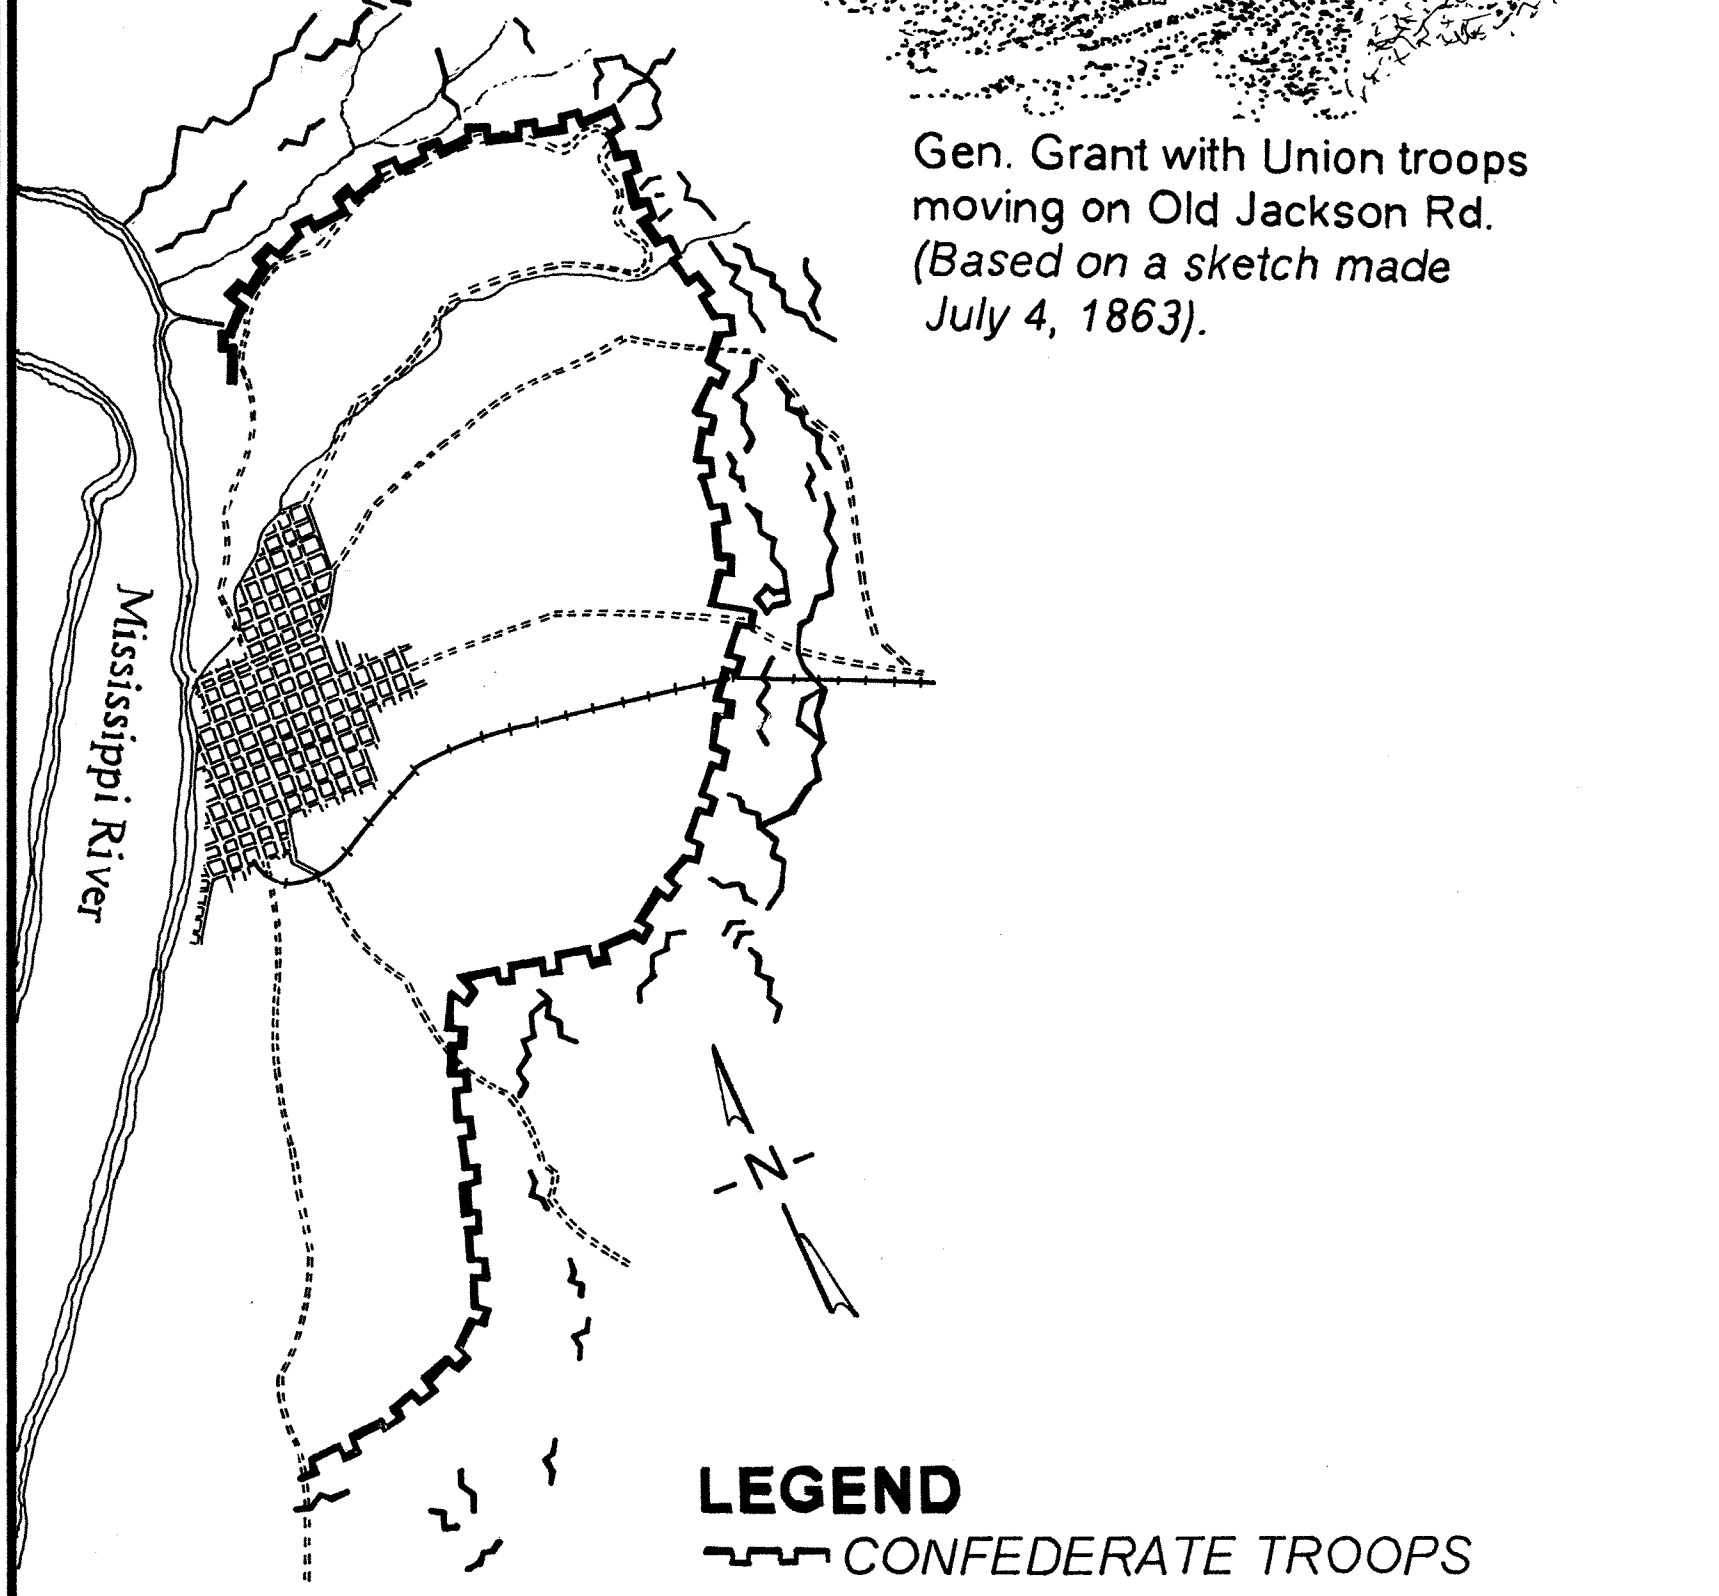 Gen. Grant with Union troops
moving on Old Jackson Rd.
(Based on a sketch made
July 4, 1863).
Mississippi River
N
LEGEND
CONFEDERATE TROOPS